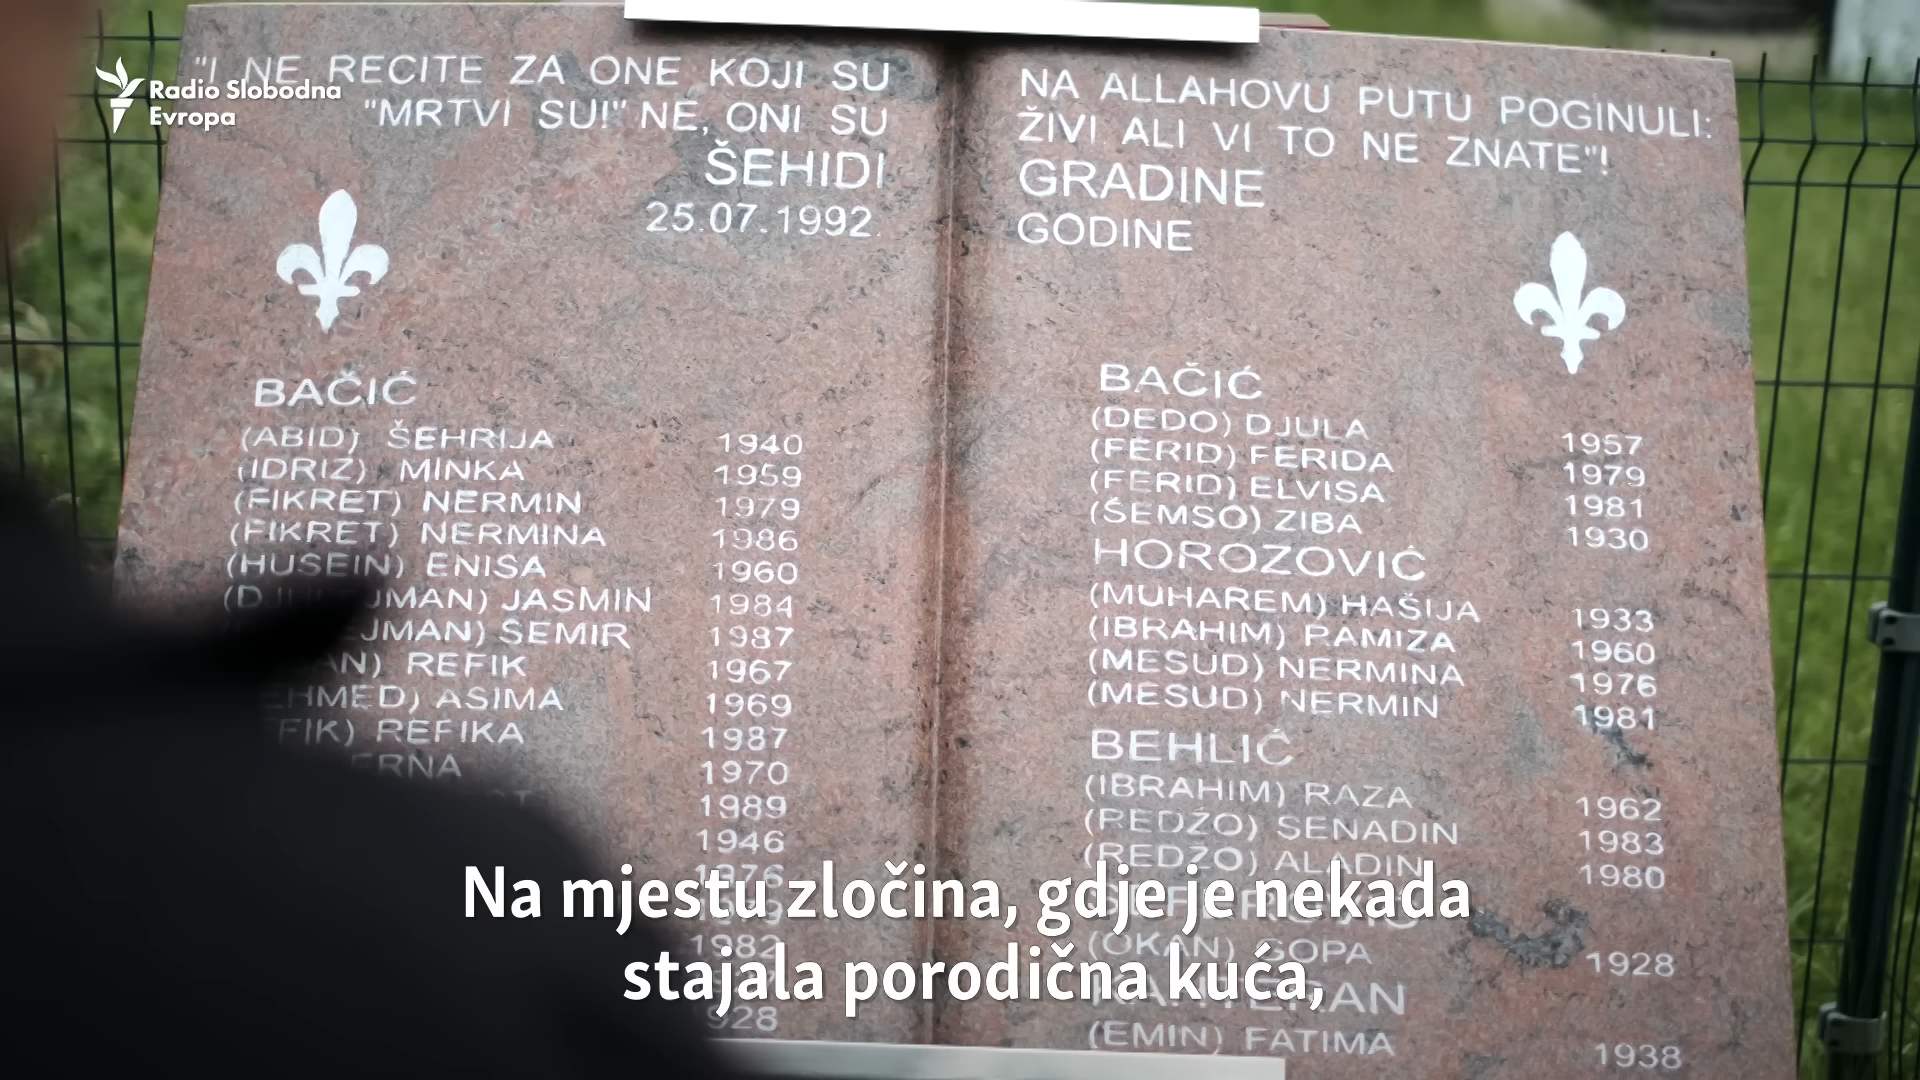 Radio Slobodna
Evropa
"I NE RECITE ZA ONE KOJI SU
"MRTVI SU!" NE, ONI SU
ŠEHIDI
25.07.1992.
BAČIĆ
(ABID) ŠEHRIJA 1940
(IDRIZ) MINKA 1959
(FIKRET) NERMIN 1979
(FIKRET) NERMINA 1986
(HUSEIN) ENISA 1960
JASMIN 1984
ŠEMIR 1987
REFIK 1967
ASIMA 1969
REFIKA 1987
1970
1989
1946
1976
1982
NA ALLAHOVU PUTU POGINULI:
ŽIVI ALI VI TO NE ZNATE"!
GRADINE
GODINE
BAČIĆ
(DEDO) DJULA 1957
(FERID) FERIDA 1979
(FERID) ELVISA 1981
(ŠEMSO) ZIBA 1930
HOROZOVIĆ
(MUHAREM) HAŠIJA 1933
(IBRAHIM) RAMIZA 1960
(MESUD) NERMINA 1976
(MESUD) NERMIN 1981
BEHLIĆ
(IBRAHIM) RAZA 1962
(REDŽO) SENADIN 1983
(REDŽO) ALADIN 1980
(OKAN) ĐOPA 1928
(EMIN) FATIMA 1938
Na mjestu zločina, gdje je nekada
stajala porodična kuća,